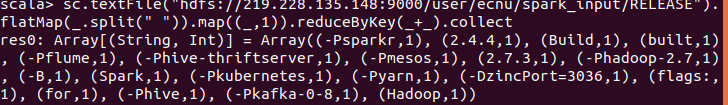 scala> sc.textFile("hdfs://219.228.135.148:9000/user/ecnu/spark_input/RELEASE").
flatMap(_.split(" ")).map((_,1)).reduceByKey(_+_).collect
res0: Array[(String, Int)] = Array((-Psparkr,1), (2.4.4,1), (Build,1), (built,1)
, (-Pflume,1), (-Phive-thriftserver,1), (-Pmesos,1), (2.7.3,1), (-Phadoop-2.7,1)
, (-B,1), (Spark,1), (-Pkubernetes,1), (-Pyarn,1), (-DzincPort=3036,1), (flags:,
1), (for,1), (-Phive,1), (-Pkafka-0-8,1), (Hadoop,1))